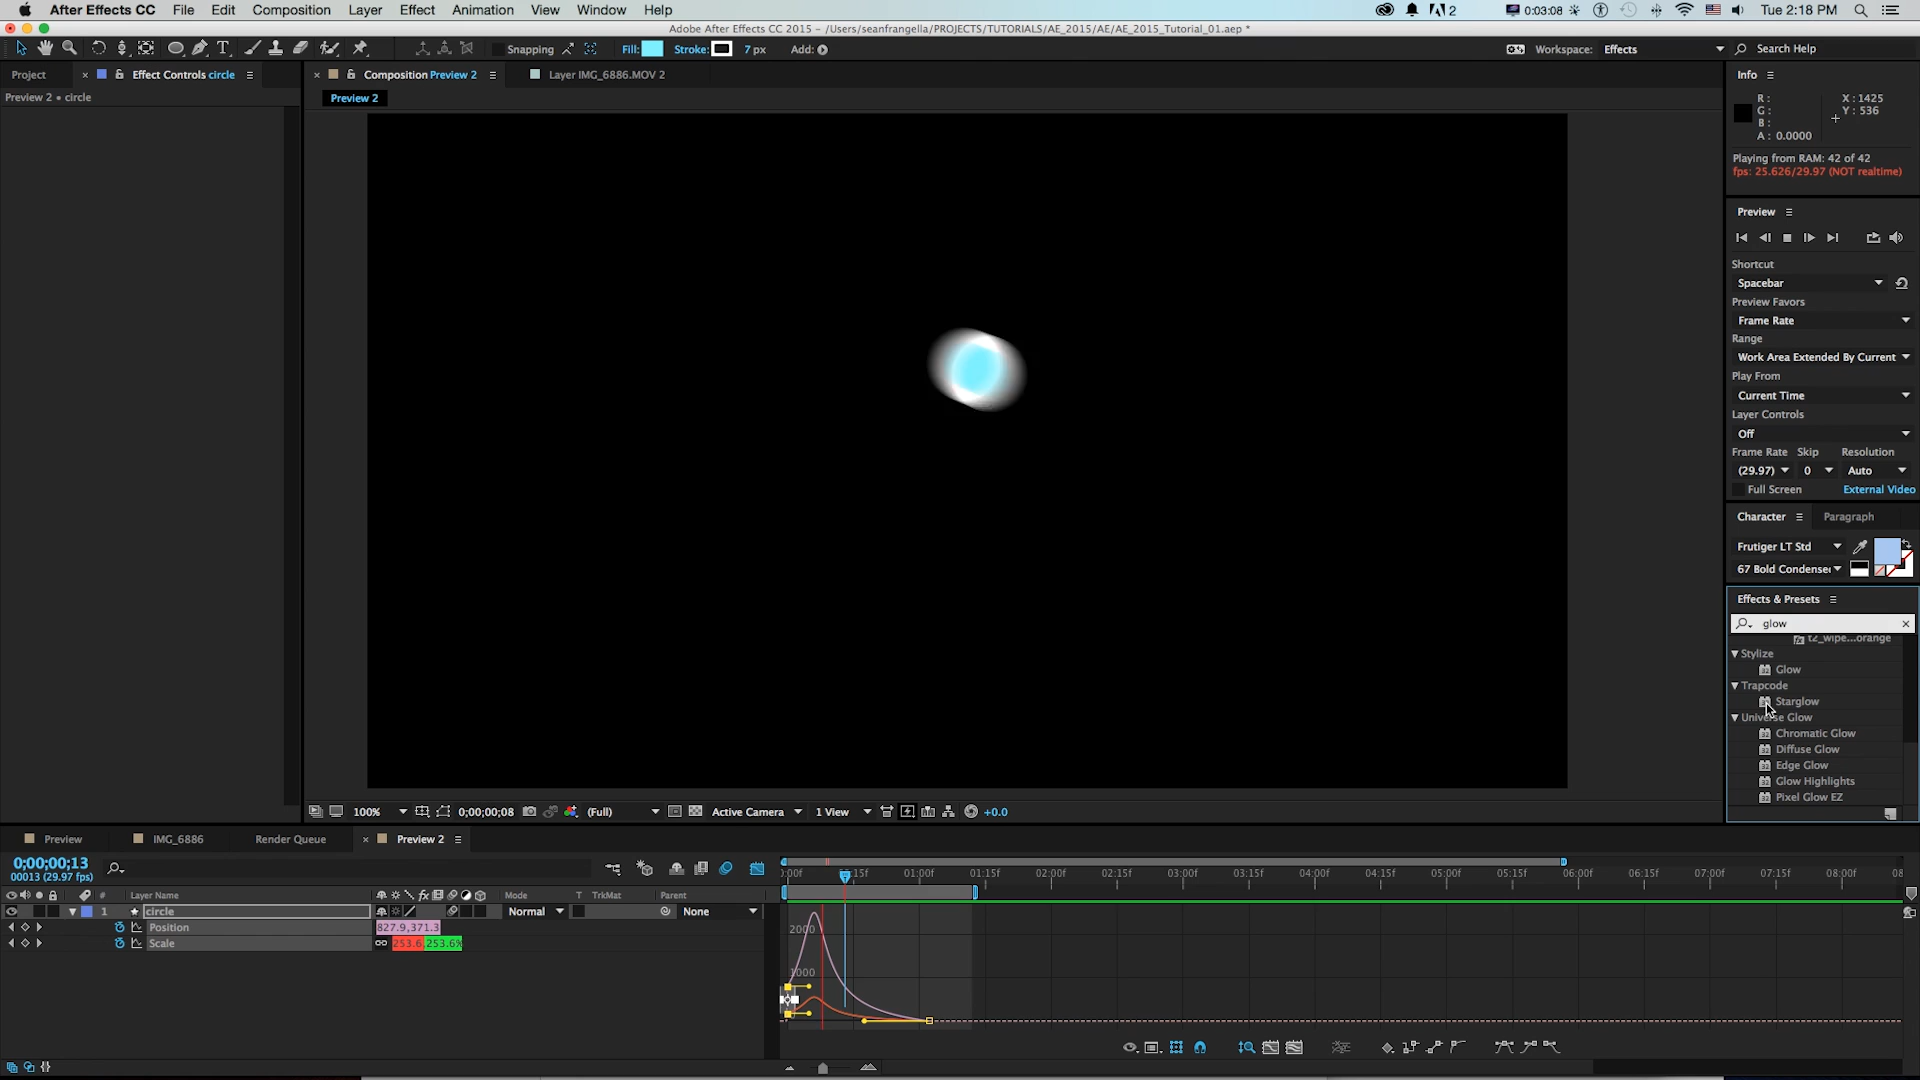 After Effects CC File Edit Composition Layer Effect Animation View Window Help
2 0:03:08 Tue 2:18 PM
Adobe After Effects CC 2015 - /Users/seanfrangella/PROJECTS/TUTORIALS/AE_2015/AE/AE_2015_Tutorial_01.aep *
T Snapping Fill: Stroke: 7 px Add: Workspace: Effects Search Help
Project × Effect Controls circle × Composition Preview 2 Layer IMG_6886.MOV 2
Preview 2 • circle
Preview 2
Info
R: X : 1425
G: Y : 536
B:
A : 0.0000
Playing from RAM: 42 of 42
fps: 25.626/29.97 (NOT realtime)
Preview
Shortcut
Spacebar
Preview Favors
Frame Rate
Range
Work Area Extended By Current
Play From
Current Time
Layer Controls
Off
Frame Rate Skip Resolution
(29.97) 0 Auto
Full Screen External Video
Character Paragraph
Frutiger LT Std
67 Bold Condense
Effects & Presets
glow ×
t2_wipe...orange
Stylize
Glow
Trapcode
Starglow
Universe Glow
Chromatic Glow
Diffuse Glow
Edge Glow
Glow Highlights
Pixel Glow EZ
100% 0;00;00;08 (Full) Active Camera 1 View +0.0
Preview IMG_6886 Render Queue × Preview 2
0;00;00;13
00013 (29.97 fps)
# Layer Name fx Mode T TrkMat Parent
1 circle Normal None
Position 827.9,371.3
Scale 253.6,253.6%
:00f 15f 01:00f 01:15f 02:00f 02:15f 03:00f 03:15f 04:00f 04:15f 05:00f 05:15f 06:00f 06:15f 07:00f 07:15f 08:00f 08
2000
1000